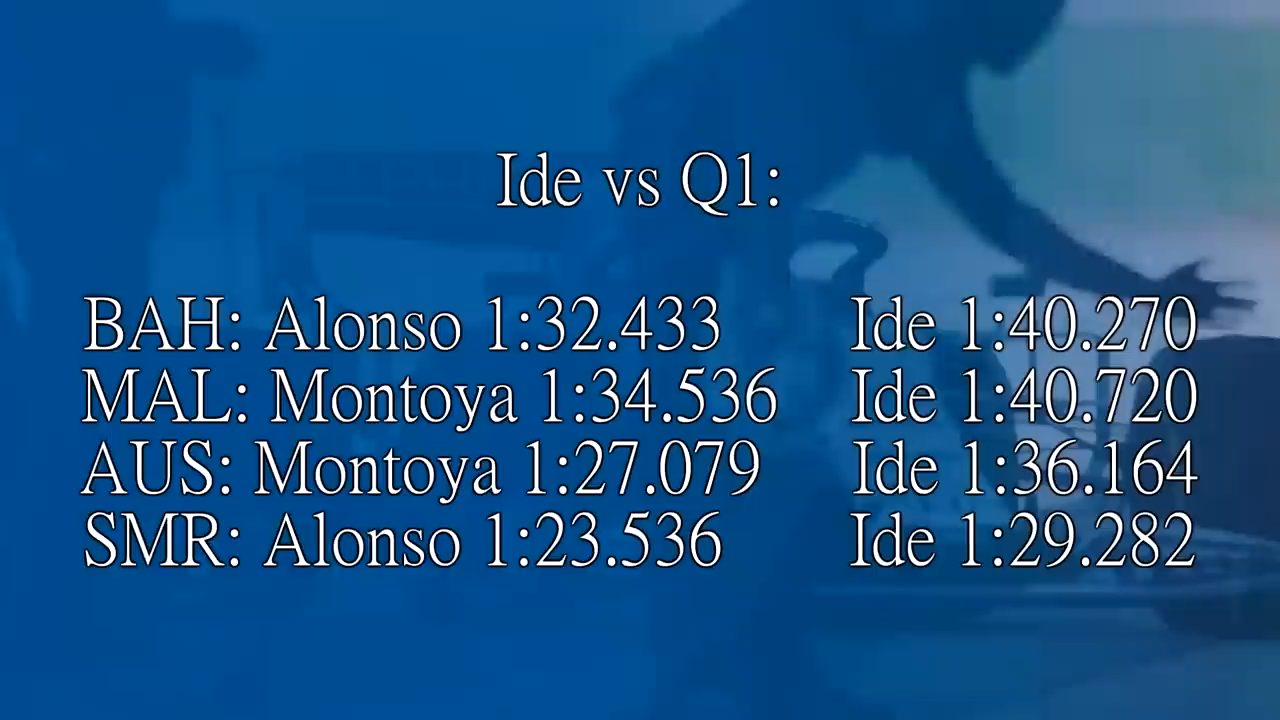 Ide vs Q1:
BAH: Alonso 1:32.433 Ide 1:40.270
MAL: Montoya 1:34.536 Ide 1:40.720
AUS: Montoya 1:27.079 Ide 1:36.164
SMR: Alonso 1:23.536 Ide 1:29.282